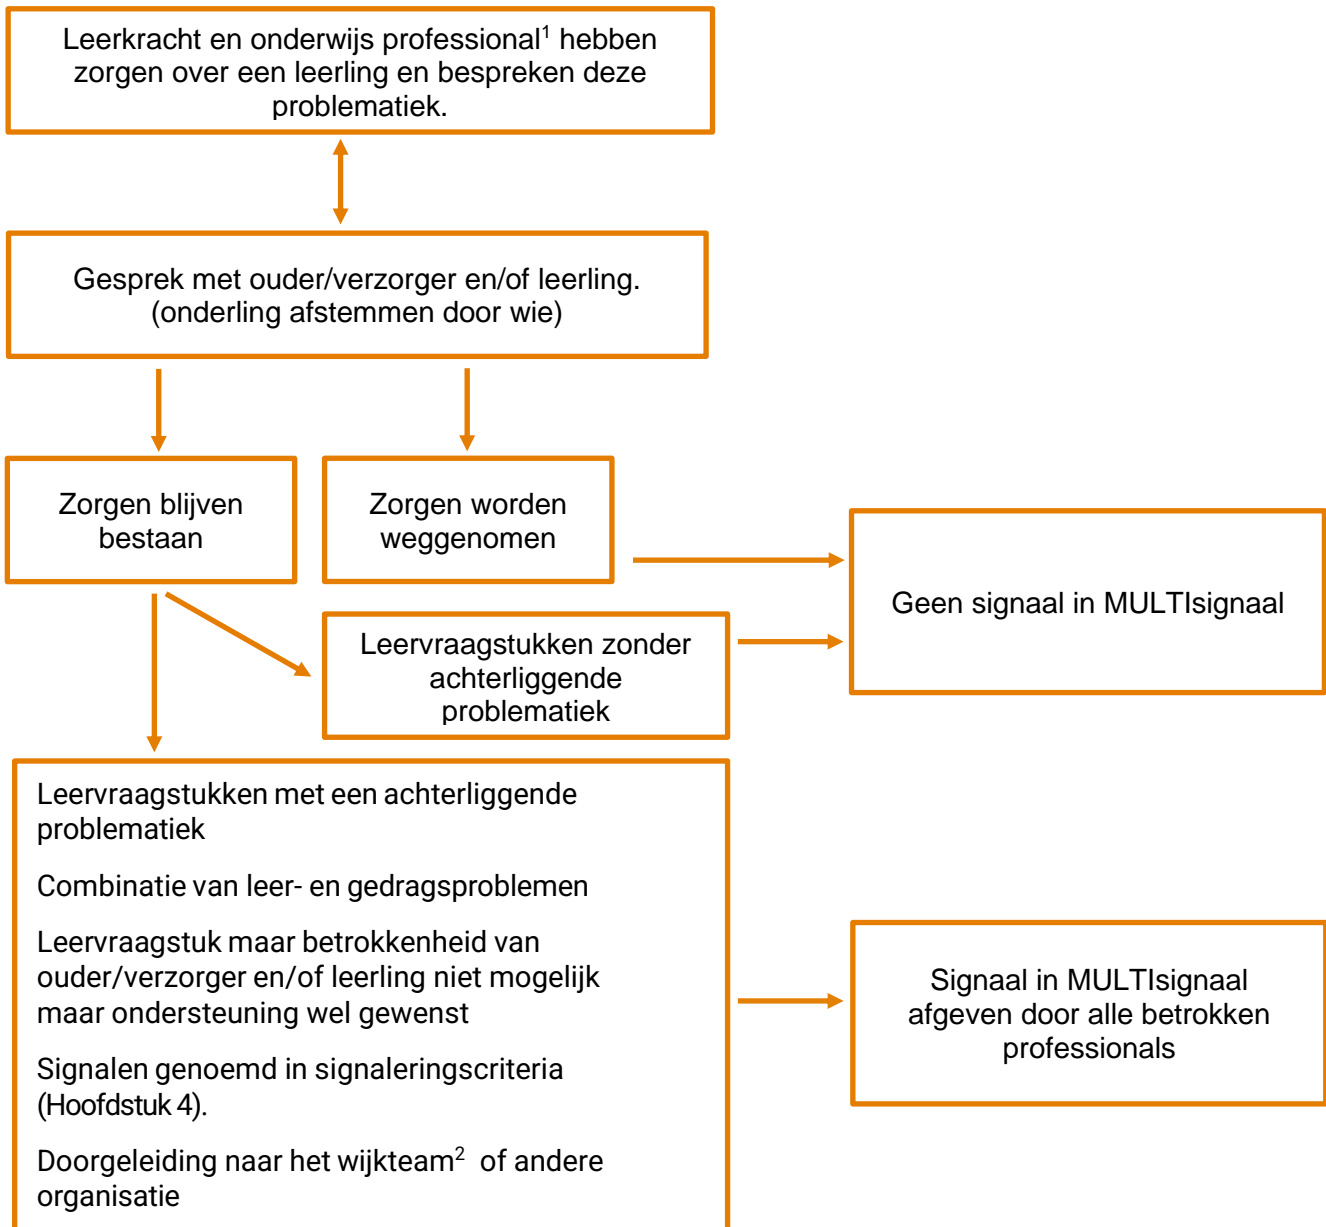 Leerkracht en onderwijs professional¹ hebben
zorgen over een leerling en bespreken deze
problematiek.
Gesprek met ouder/verzorger en/of leerling.
(onderling afstemmen door wie)
Zorgen blijven
bestaan
Zorgen worden
weggenomen
Geen signaal in MULTIsignaal
Leervraagstukken zonder
achterliggende
problematiek
Leervraagstukken met een achterliggende
problematiek
Combinatie van leer- en gedragsproblemen
Leervraagstuk maar betrokkenheid van
ouder/verzorger en/of leerling niet mogelijk
maar ondersteuning wel gewenst
Signalen genoemd in signaleringscriteria
(Hoofdstuk 4).
Doorgeleiding naar het wijkteam² of andere
organisatie
Signaal in MULTIsignaal
afgeven door alle betrokken
professionals